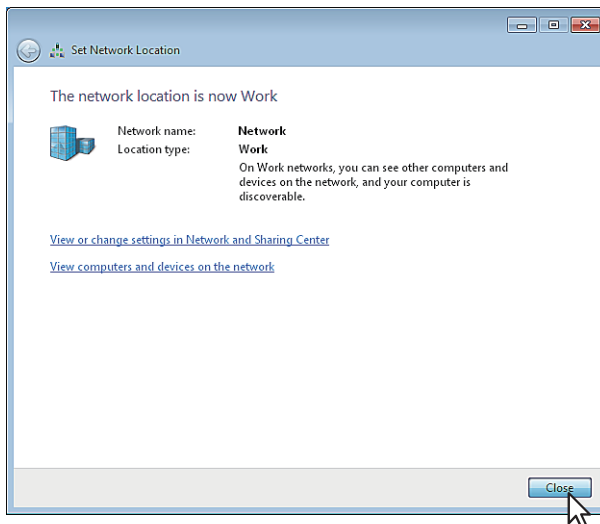 Set Network Location
The network location is now Work
Network name: Network
Location type: Work
On Work networks, you can see other computers and
devices on the network, and your computer is
discoverable.
View or change settings in Network and Sharing Center
View computers and devices on the network
Close